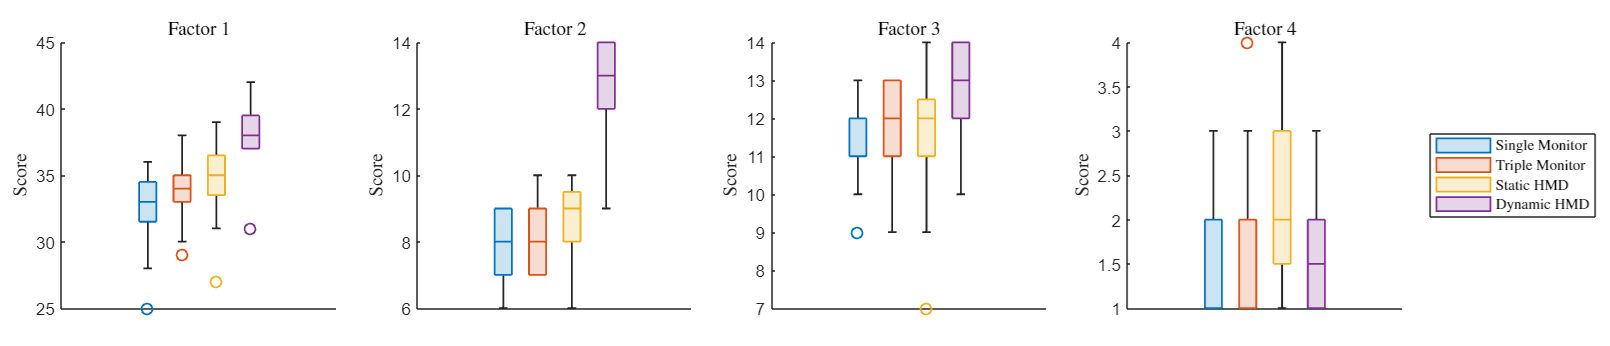 Factor 1
45
40
35
30
25
Score
Factor 2
14
12
10
8
6
Score
Factor 3
14
13
12
11
10
9
8
7
Score
Factor 4
4
3.5
3
2.5
2
1.5
1
Score
Single Monitor
Triple Monitor
Static HMD
Dynamic HMD